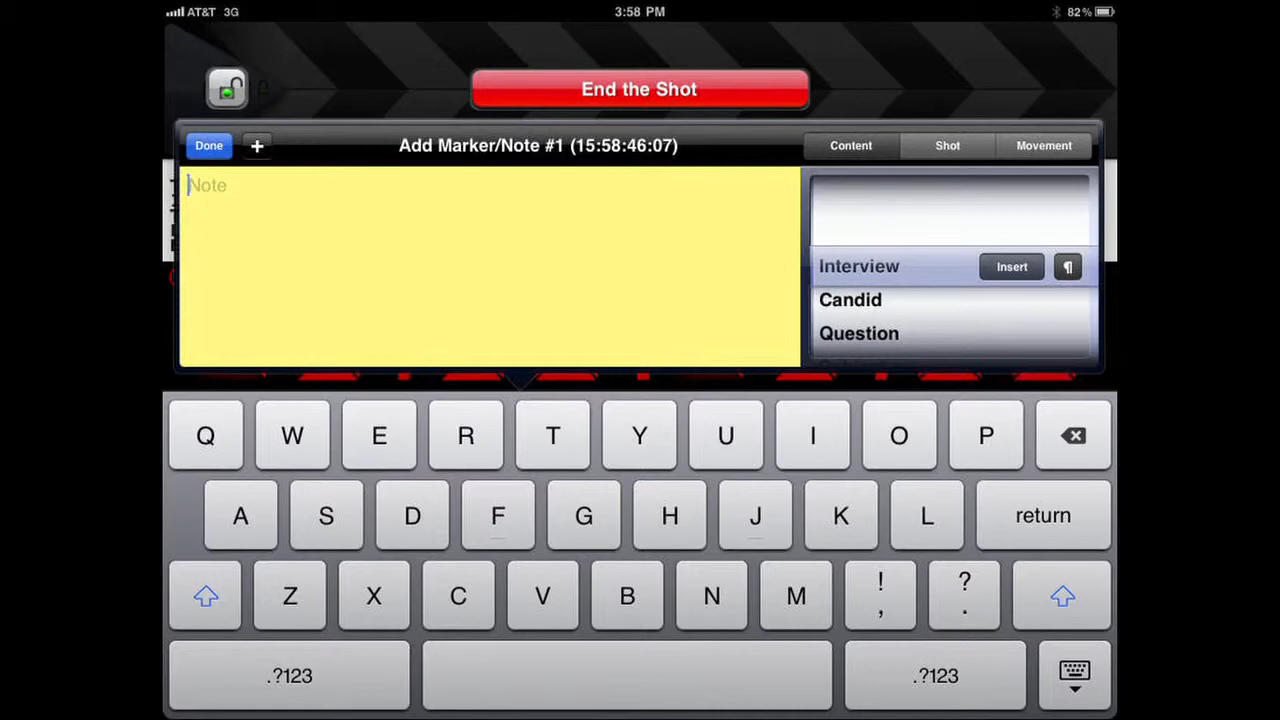 AT&T 3G 3:58 PM 82%
End the Shot
Done + Add Marker/Note #1 (15:58:46:07) Content Shot Movement
Note
Interview Insert ¶
Candid
Question
Q W E R T Y U I O P
A S D F G H J K L return
Z X C V B N M ! , ? .
.?123 .?123